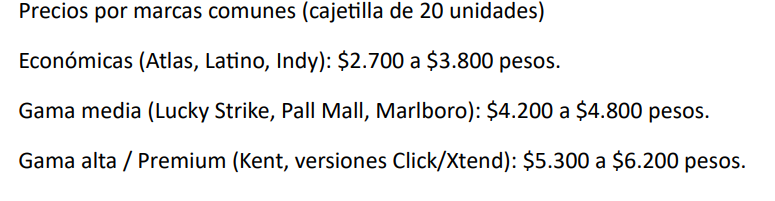 Precios por marcas comunes (cajetilla de 20 unidades)
Económicas (Atlas, Latino, Indy): $2.700 a $3.800 pesos.
Gama media (Lucky Strike, Pall Mall, Marlboro): $4.200 a $4.800 pesos.
Gama alta / Premium (Kent, versiones Click/Xtend): $5.300 a $6.200 pesos.